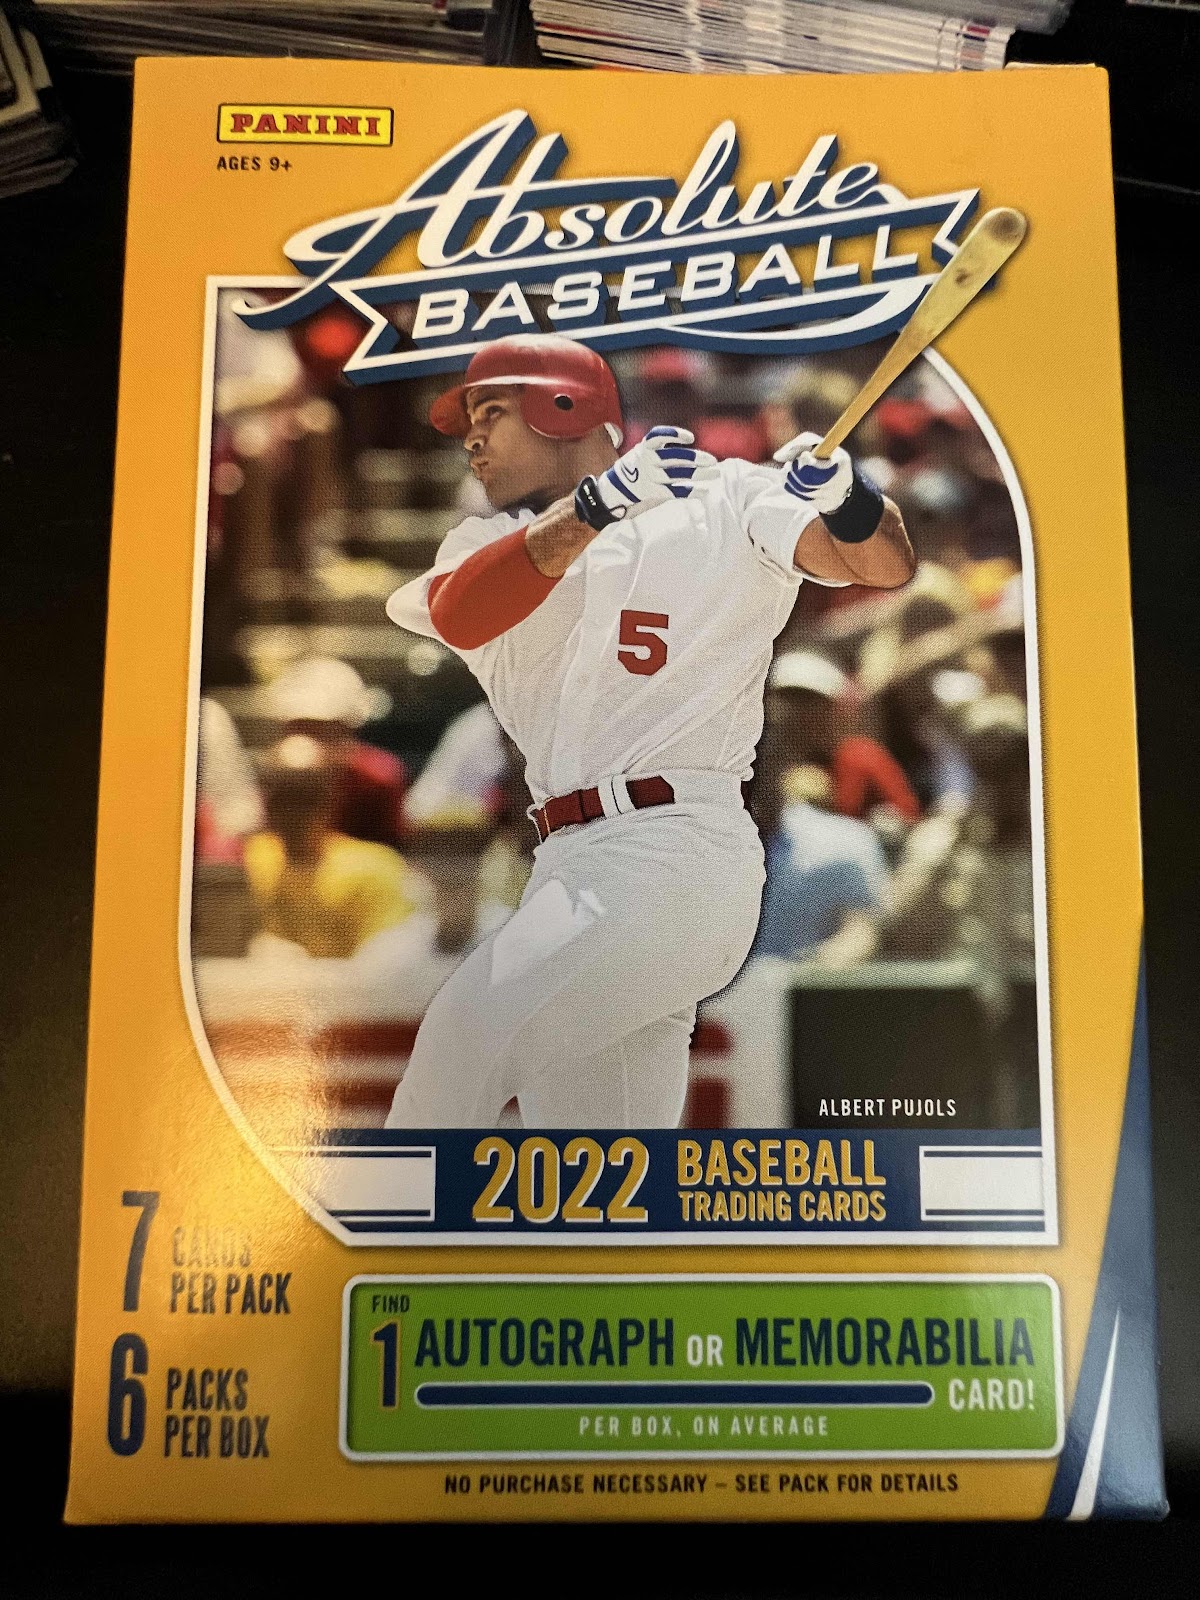 PANINI
AGES 9+
Absolute
BASEBALL
5
ALBERT PUJOLS
2022 BASEBALL
TRADING CARDS
7 CARDS
PER PACK
6 PACKS
PER BOX
FIND
1 AUTOGRAPH OR MEMORABILIA
CARD!
PER BOX, ON AVERAGE
NO PURCHASE NECESSARY – SEE PACK FOR DETAILS